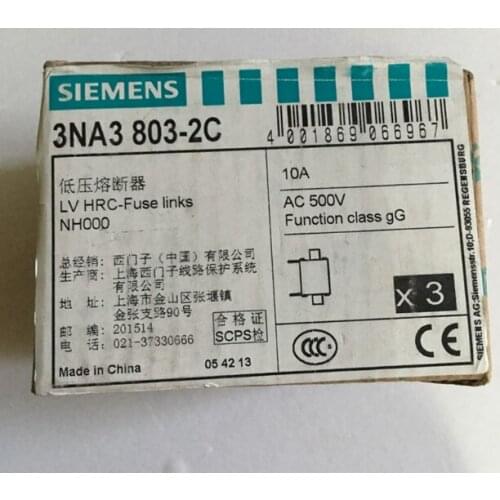 SIEMENS
3NA3 803-2C
4 001869 066967
低压熔断器
LV HRC-Fuse links
NH000
10A
AC 500V
Function class gG
总经销: 西门子（中国）有限公司
生产商: 上海西门子线路保护系统
有限公司
地 址: 上海市金山区张堰镇
金张支路90号
邮 编: 201514
电 话: 021-37330666
合格证
SCPS检
Made in China
05 42 13
x 3
CCC
CE
SIEMENS AG:Siemensstr.10;D-93055 REGENSBURG